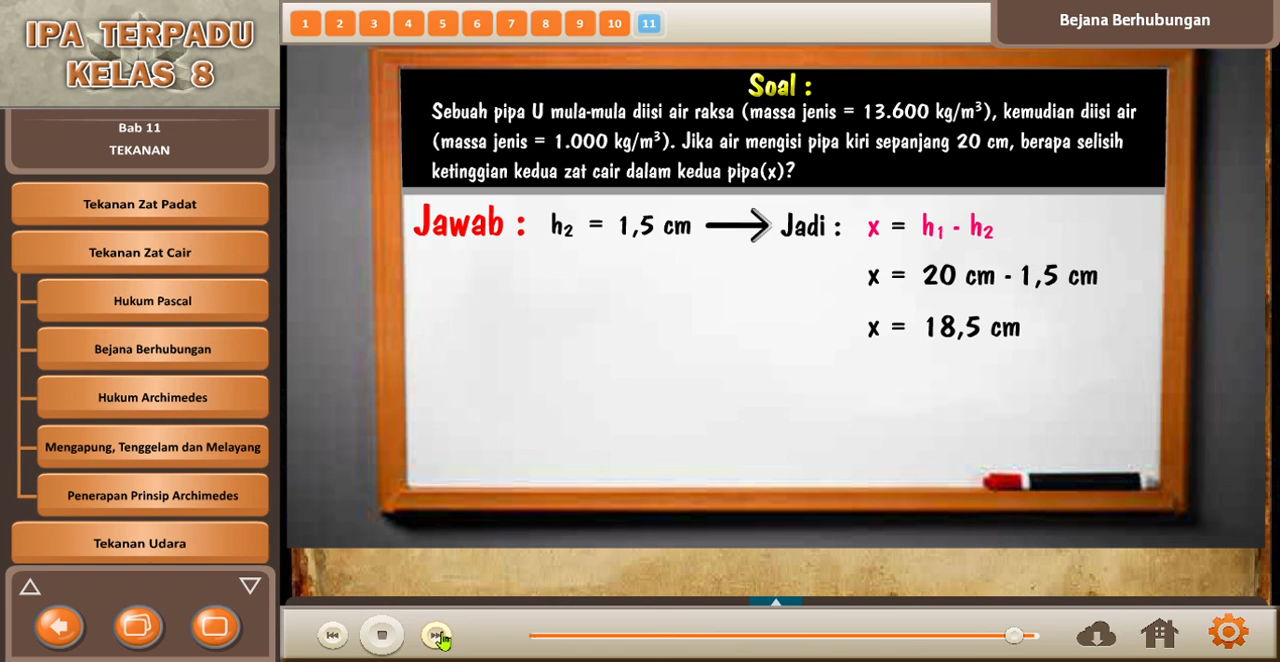 IPA TERPADU
KELAS 8
1 2 3 4 5 6 7 8 9 10 11
Bejana Berhubungan
Bab 11
TEKANAN
Tekanan Zat Padat
Tekanan Zat Cair
Hukum Pascal
Bejana Berhubungan
Hukum Archimedes
Mengapung, Tenggelam dan Melayang
Penerapan Prinsip Archimedes
Tekanan Udara
Soal :
Sebuah pipa U mula-mula diisi air raksa (massa jenis = 13.600 kg/m³), kemudian diisi air
(massa jenis = 1.000 kg/m³). Jika air mengisi pipa kiri sepanjang 20 cm, berapa selisih
ketinggian kedua zat cair dalam kedua pipa(x)?
Jawab : h₂ = 1,5 cm Jadi : x = h₁ - h₂
x = 20 cm - 1,5 cm
x = 18,5 cm